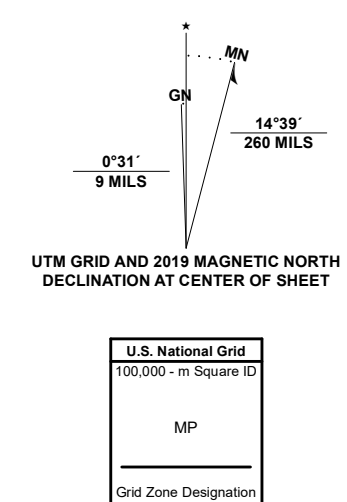 ★
MN
GN
14°39´
260 MILS
0°31´
9 MILS
UTM GRID AND 2019 MAGNETIC NORTH
DECLINATION AT CENTER OF SHEET
U.S. National Grid
100,000 - m Square ID
MP
Grid Zone Designation